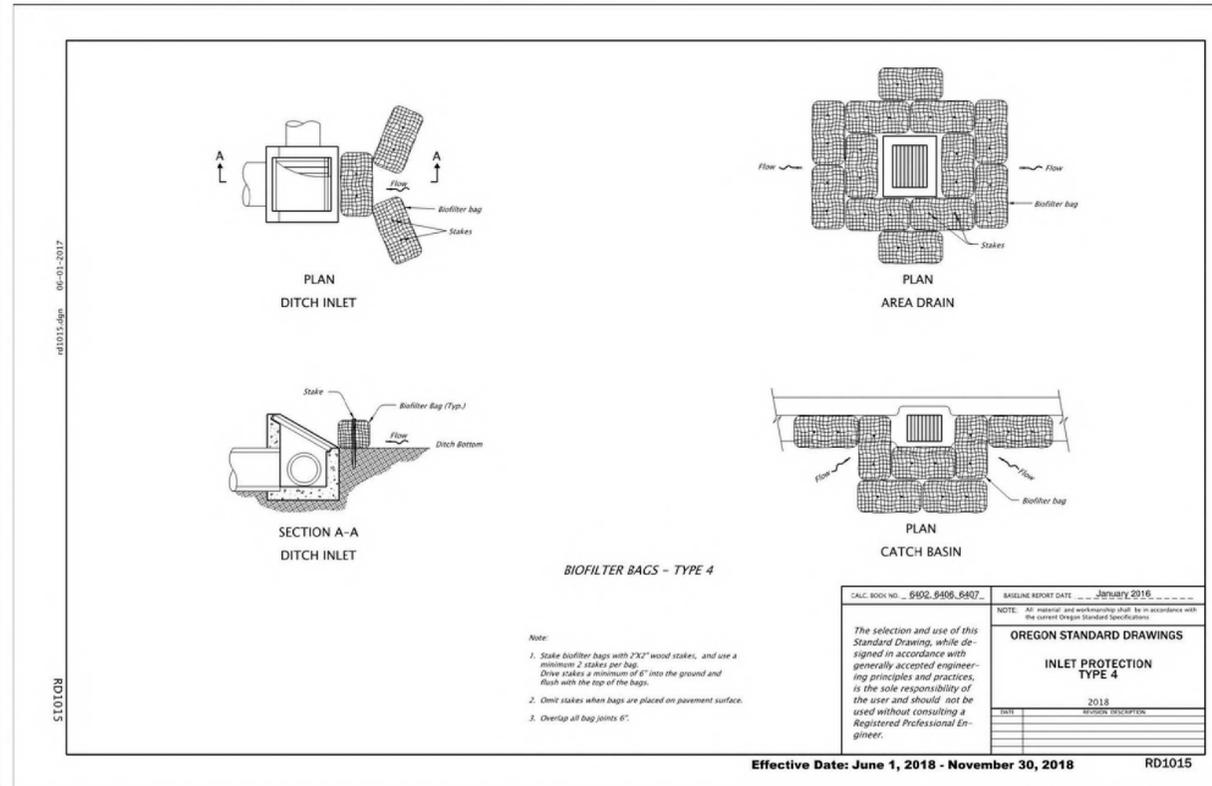 A
A
Flow
Biofilter bag
Stakes
PLAN
DITCH INLET
Flow
Flow
Biofilter bag
Stakes
PLAN
AREA DRAIN
Stake
Biofilter Bag (Typ.)
Flow
Ditch Bottom
SECTION A-A
DITCH INLET
Flow
Flow
Biofilter bag
PLAN
CATCH BASIN
BIOFILTER BAGS - TYPE 4
Note:
1. Stake biofilter bags with 2"X2" wood stakes, and use a
minimum 2 stakes per bag.
Drive stakes a minimum of 6" into the ground and
flush with the top of the bags.
2. Omit stakes when bags are placed on pavement surface.
3. Overlap all bag joints 6".
CALC. BOOK NO. 6402, 6406, 6407
BASELINE REPORT DATE January 2016
NOTE: All material and workmanship shall be in accordance with
the current Oregon Standard Specifications
The selection and use of this
Standard Drawing, while de-
signed in accordance with
generally accepted engineer-
ing principles and practices,
is the sole responsibility of
the user and should not be
used without consulting a
Registered Professional En-
gineer.
OREGON STANDARD DRAWINGS
INLET PROTECTION
TYPE 4
2018
DATE REVISION DESCRIPTION
Effective Date: June 1, 2018 - November 30, 2018
RD1015
rd1015.dgn 06-01-2017
RD1015